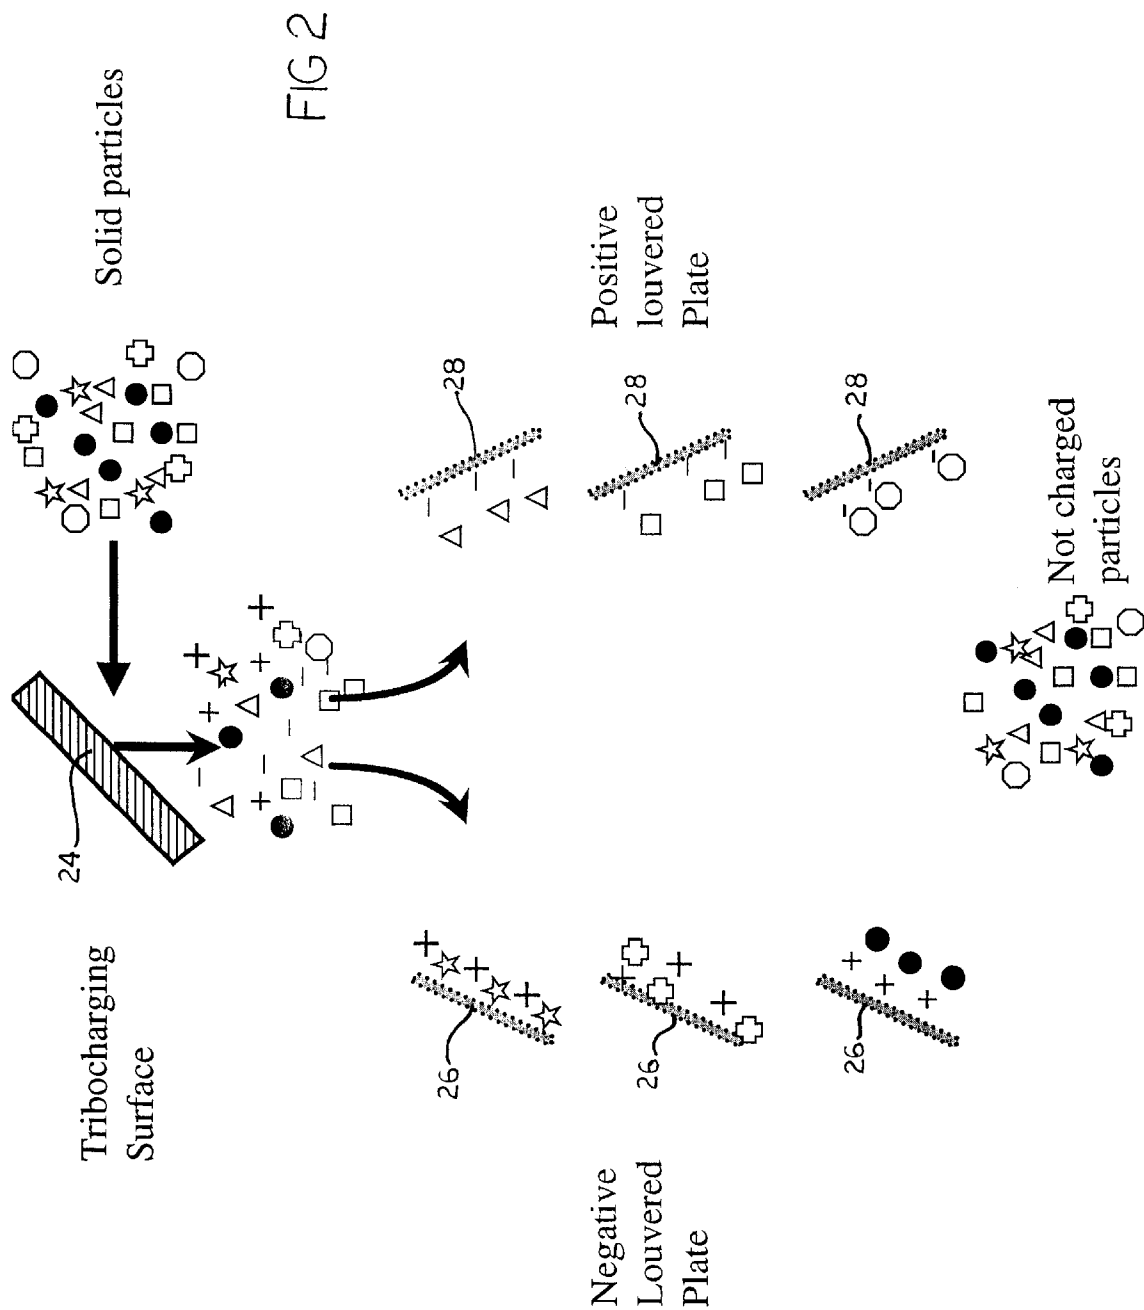 FIG 2
Solid particles
Tribocharging
Surface
24
Positive
louvered
Plate
28
28
28
26
26
26
Negative
Louvered
Plate
Not charged
particles